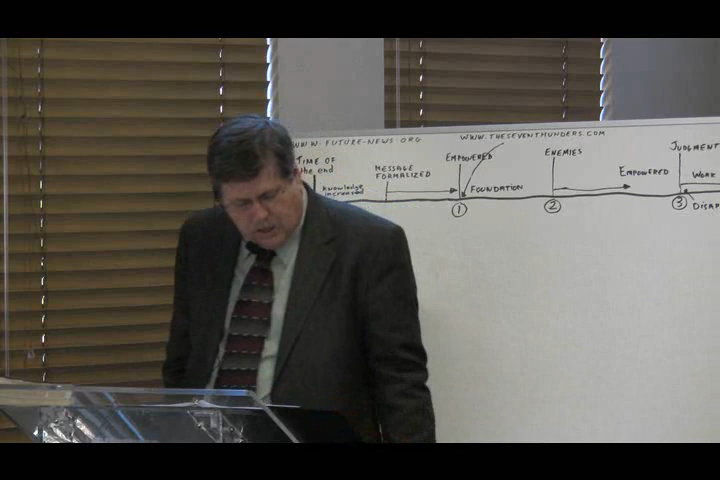 WWW. FUTURE-NEWS.ORG WWW.THESEVENTHUNDERS.COM
TIME OF
the end
Knowledge
increased
MESSAGE
FORMALIZED
EMPOWERED
FOUNDATION
1
ENEMIES
EMPOWERED
2
JUDGMENT
WORK
3
DISAP